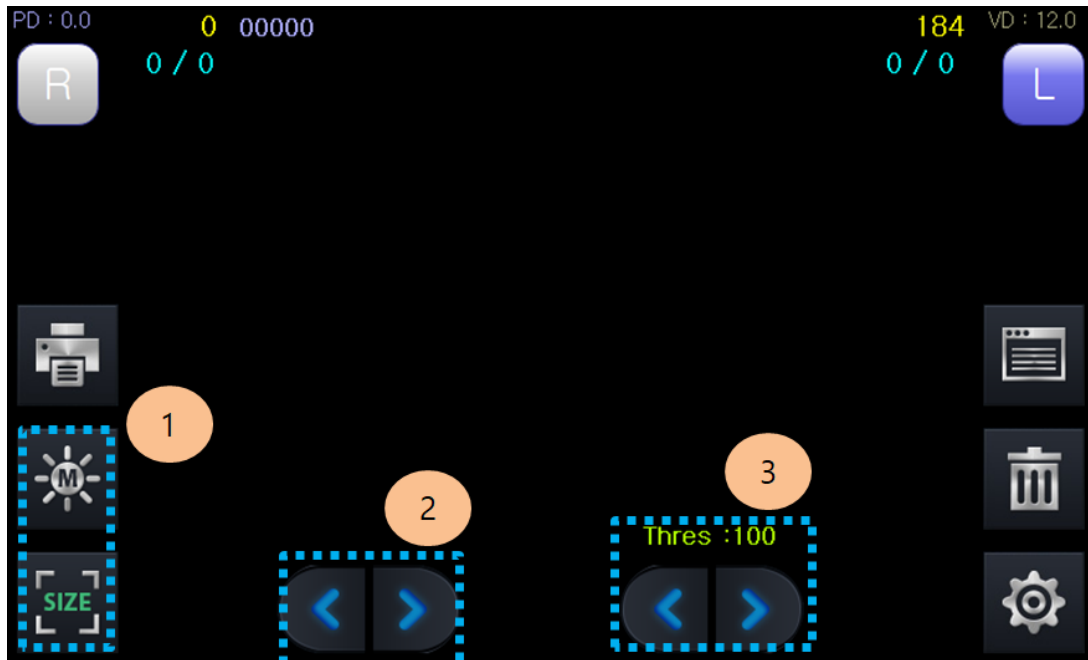 PD : 0.0
0 00000
184
VD : 12.0
0 / 0
0 / 0
R
L
1
M
2
3
Thres :100
SIZE